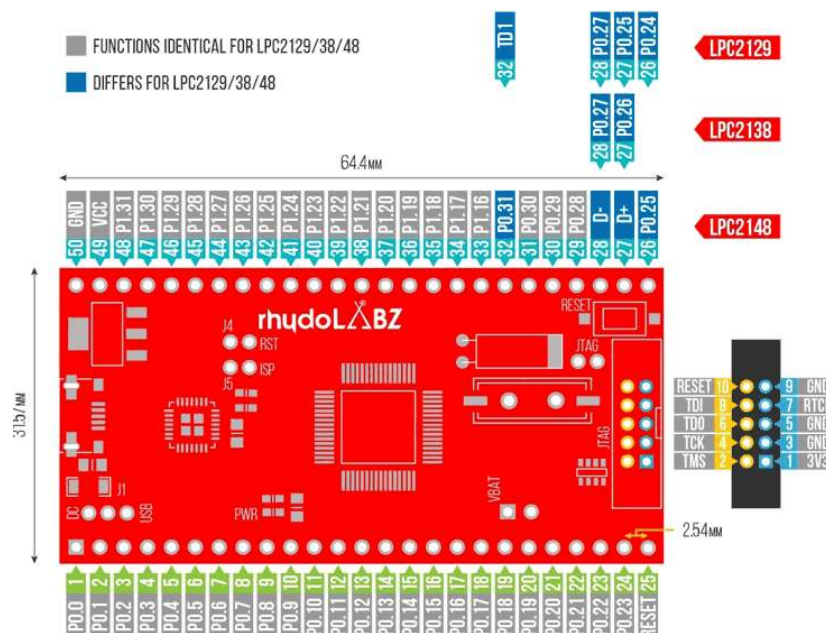 FUNCTIONS IDENTICAL FOR LPC2129/38/48
DIFFERS FOR LPC2129/38/48
32 TD1
28 P0.27
27 P0.25
26 P0.24
LPC2129
28 P0.27
27 P0.26
LPC2138
64.4MM
50 GND
49 VCC
48 P1.31
47 P1.30
46 P1.29
45 P1.28
44 P1.27
43 P1.26
42 P1.25
41 P1.24
40 P1.23
39 P1.22
38 P1.21
37 P1.20
36 P1.19
35 P1.18
34 P1.17
33 P1.16
32 P0.31
31 P0.30
30 P0.29
29 P0.28
28 D-
27 D+
26 P0.25
LPC2148
rhydoLABZ
J4
RST
ISP
J5
RESET
JTAG
JTAG
J1
DC
USB
PWR
VBAT
RESET 10
9 GND
TDI 8
TDO 6
5 GND
TCK 4
3 GND
TMS 2
1 3V3
2.54MM
P0.0 1
P0.1 2
P0.2 3
P0.3 4
P0.4 5
P0.5 6
P0.6 7
P0.7 8
P0.8 9
P0.9 10
P0.10 11
P0.11 12
P0.12 13
P0.13 14
P0.14 15
P0.15 16
P0.16 17
P0.17 18
P0.18 19
P0.19 20
P0.20 21
P0.21 22
P0.22 23
P0.23 24
RESET 25